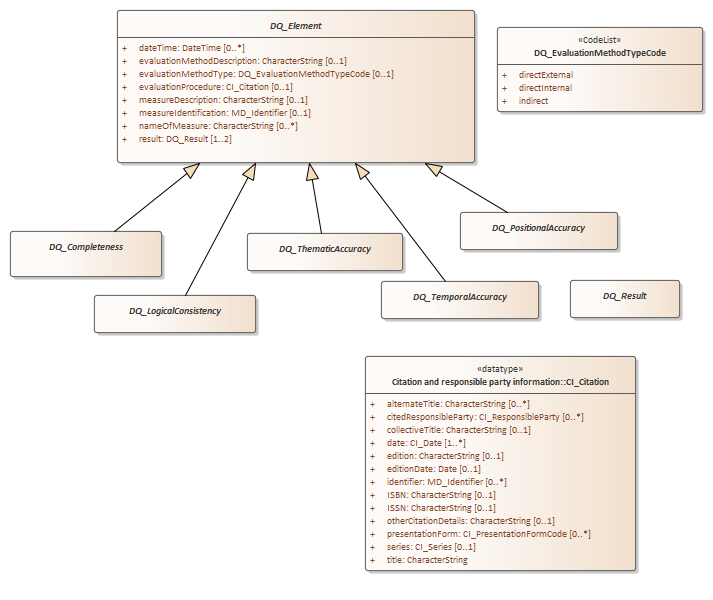 DQ_Element
+ dateTime: DateTime [0..*]
+ evaluationMethodDescription: CharacterString [0..1]
+ evaluationMethodType: DQ_EvaluationMethodTypeCode [0..1]
+ evaluationProcedure: CI_Citation [0..1]
+ measureDescription: CharacterString [0..1]
+ measureIdentification: MD_Identifier [0..1]
+ nameOfMeasure: CharacterString [0..*]
+ result: DQ_Result [1..2]
«CodeList»
DQ_EvaluationMethodTypeCode
+ directExternal
+ directInternal
+ indirect
DQ_Completeness
DQ_ThematicAccuracy
DQ_PositionalAccuracy
DQ_LogicalConsistency
DQ_TemporalAccuracy
DQ_Result
«datatype»
Citation and responsible party information::CI_Citation
+ alternateTitle: CharacterString [0..*]
+ citedResponsibleParty: CI_ResponsibleParty [0..*]
+ collectiveTitle: CharacterString [0..1]
+ date: CI_Date [1..*]
+ edition: CharacterString [0..1]
+ editionDate: Date [0..1]
+ identifier: MD_Identifier [0..*]
+ ISBN: CharacterString [0..1]
+ ISSN: CharacterString [0..1]
+ otherCitationDetails: CharacterString [0..1]
+ presentationForm: CI_PresentationFormCode [0..*]
+ series: CI_Series [0..1]
+ title: CharacterString